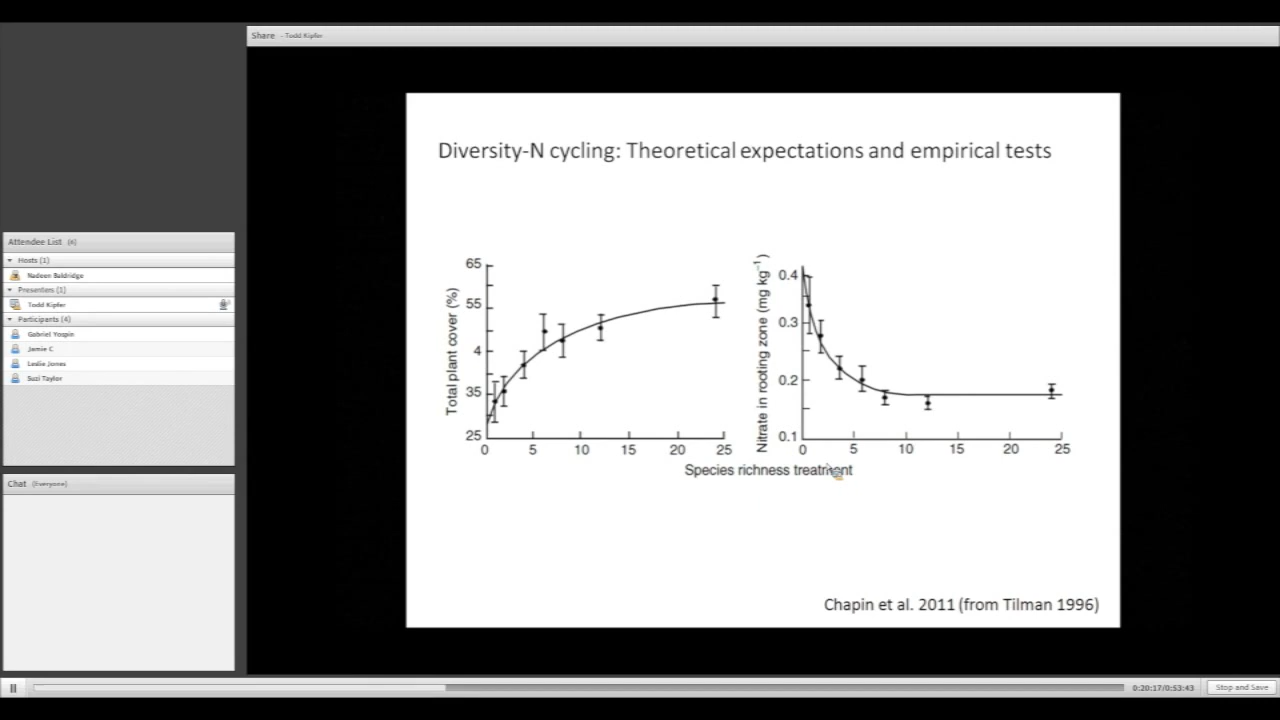 Share - Todd Kipfer
Attendee List (6)
Hosts (1)
Nadeen Baldridge
Presenters (1)
Todd Kipfer
Participants (4)
Gabriel Yospin
Jamie C
Leslie Jones
Suzi Taylor
Chat (Everyone)
Diversity-N cycling: Theoretical expectations and empirical tests
Total plant cover (%)
65
55
4
35
25
0 5 10 15 20 25
Nitrate in rooting zone (mg kg⁻¹)
0.4
0.3
0.2
0.1
0 5 10 15 20 25
Species richness treatment
Chapin et al. 2011 (from Tilman 1996)
0:20:17/0:53:43
Stop and Save